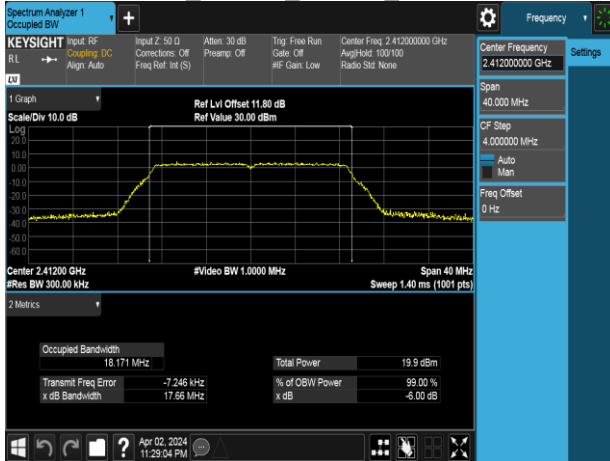 Spectrum Analyzer 1
Occupied BW
+
Frequency
KEYSIGHT
RL
LXI
Input: RF
Coupling: DC
Align: Auto
Input Z: 50 Ω
Corrections: Off
Freq Ref: Int (S)
Atten: 30 dB
Preamp: Off
Trig: Free Run
Gate: Off
#IF Gain: Low
Center Freq: 2.412000000 GHz
Avg|Hold: 100/100
Radio Std: None
Center Frequency
2.412000000 GHz
Settings
Span
40.000 MHz
CF Step
4.000000 MHz
Auto
Man
Freq Offset
0 Hz
1 Graph
Scale/Div 10.0 dB
Ref Lvl Offset 11.80 dB
Ref Value 30.00 dBm
Log
20.0
10.0
0.00
-10.0
-20.0
-30.0
-40.0
-50.0
-60.0
Center 2.41200 GHz
#Video BW 1.0000 MHz
Span 40 MHz
#Res BW 300.00 kHz
Sweep 1.40 ms (1001 pts)
2 Metrics
Occupied Bandwidth
18.171 MHz
Total Power 19.9 dBm
Transmit Freq Error -7.246 kHz
% of OBW Power 99.00 %
x dB Bandwidth 17.66 MHz
x dB -6.00 dB
?
Apr 02, 2024
11:29:04 PM